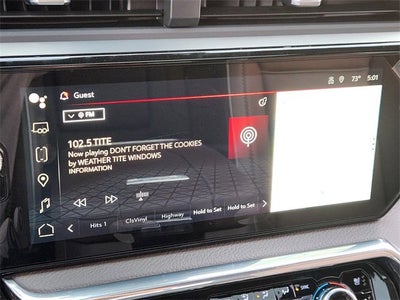 Guest
73° 5:01
FM
102.5 TITE
Now playing DON'T FORGET THE COOKIES
by WEATHER TITE WINDOWS
INFORMATION
Hits 1 ClsVinyl Highway Hold to Set Hold to Set
SYNC